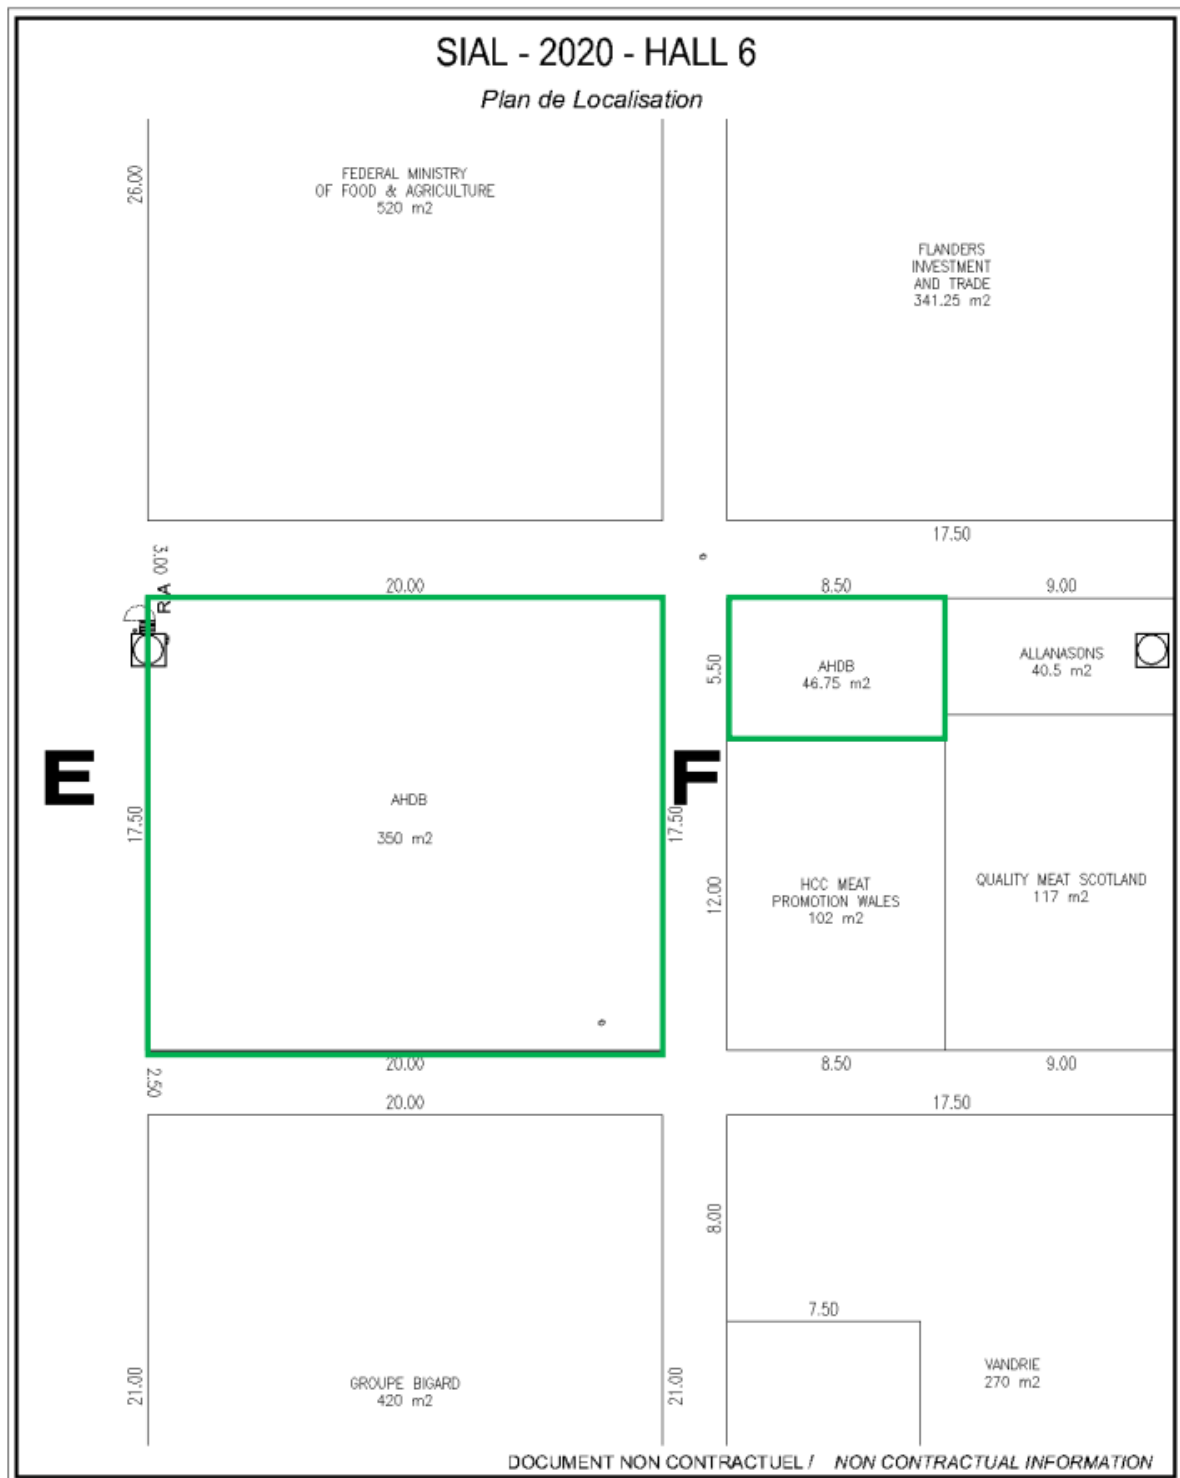 SIAL - 2020 - HALL 6
Plan de Localisation
26.00
FEDERAL MINISTRY
OF FOOD & AGRICULTURE
520 m2
FLANDERS
INVESTMENT
AND TRADE
341.25 m2
17.50
3.00
RA
20.00
8.50
9.00
5.50
AHDB
46.75 m2
ALLANASONS
40.5 m2
E
F
17.50
AHDB
350 m2
17.50
12.00
HCC MEAT
PROMOTION WALES
102 m2
QUALITY MEAT SCOTLAND
117 m2
20.00
8.50
9.00
2.50
20.00
17.50
8.00
7.50
21.00
GROUPE BIGARD
420 m2
21.00
VANDRIE
270 m2
DOCUMENT NON CONTRACTUEL / NON CONTRACTUAL INFORMATION